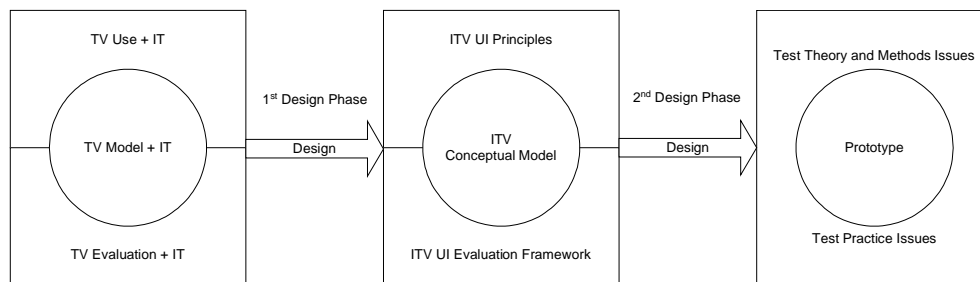 TV Use + IT
TV Model + IT
TV Evaluation + IT
1st Design Phase
Design
ITV UI Principles
ITV
Conceptual Model
ITV UI Evaluation Framework
2nd Design Phase
Design
Test Theory and Methods Issues
Prototype
Test Practice Issues